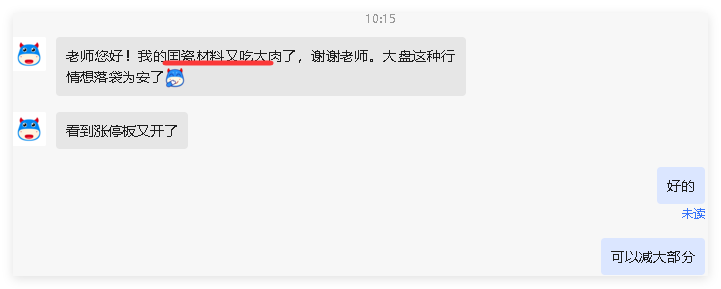 10:15
老师您好！我的国瓷材料又吃大肉了，谢谢老师。大盘这种行
情想落袋为安了
看到涨停板又开了
好的
未读
可以减大部分